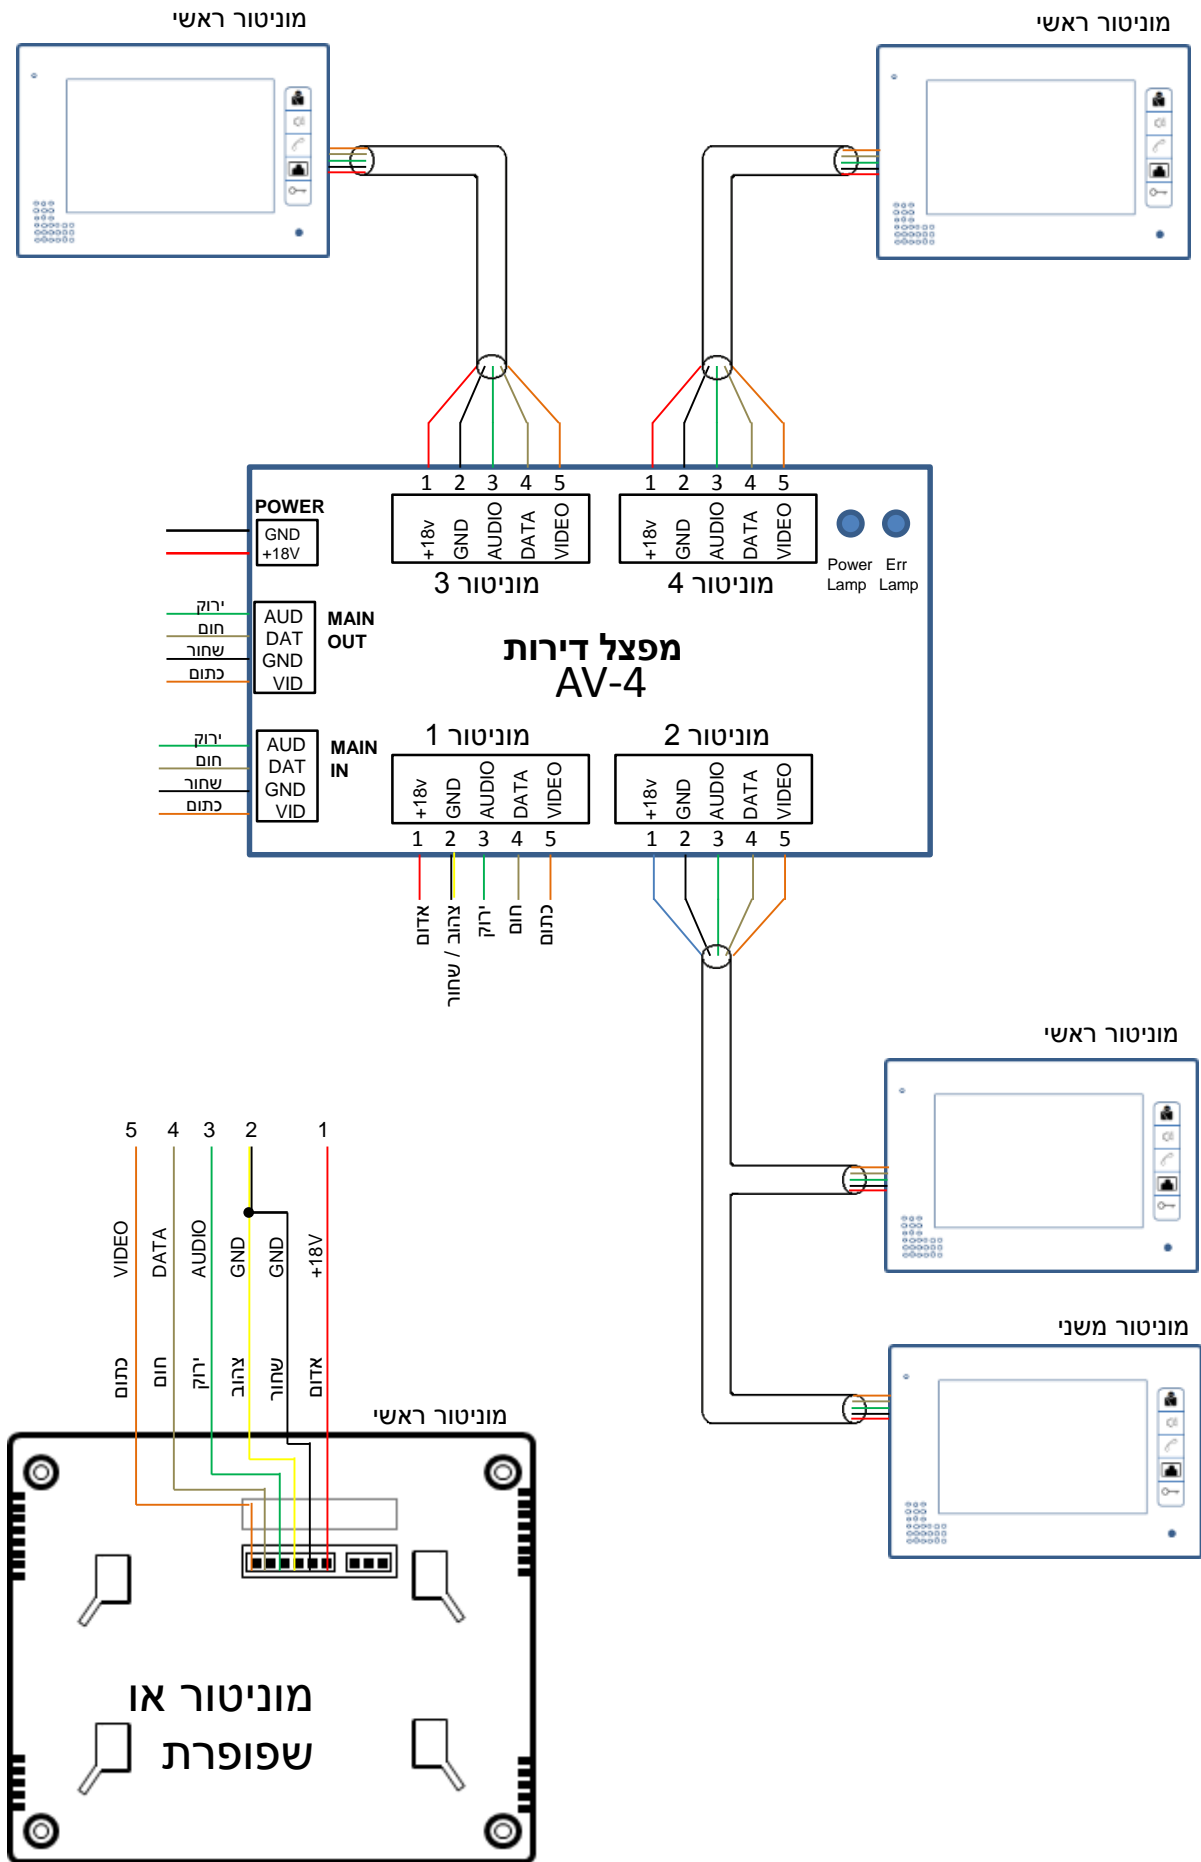 מוניטור ראשי
מוניטור ראשי
1 2 3 4 5
+18v GND AUDIO DATA VIDEO
מוניטור 3
1 2 3 4 5
+18v GND AUDIO DATA VIDEO
מוניטור 4
Power Lamp
Err Lamp
POWER
GND
+18V
ירוק
חום
שחור
כתום
AUD
DAT
GND
VID
MAIN OUT
מפצל דירות
AV-4
ירוק
חום
שחור
כתום
AUD
DAT
GND
VID
MAIN IN
מוניטור 1
+18v GND AUDIO DATA VIDEO
1 2 3 4 5
אדום
צהוב / שחור
ירוק
חום
כתום
מוניטור 2
+18v GND AUDIO DATA VIDEO
1 2 3 4 5
מוניטור ראשי
מוניטור משני
5 4 3 2 1
VIDEO DATA AUDIO GND GND +18V
כתום
חום
ירוק
צהוב
שחור
אדום
מוניטור ראשי
מוניטור או
שפופרת